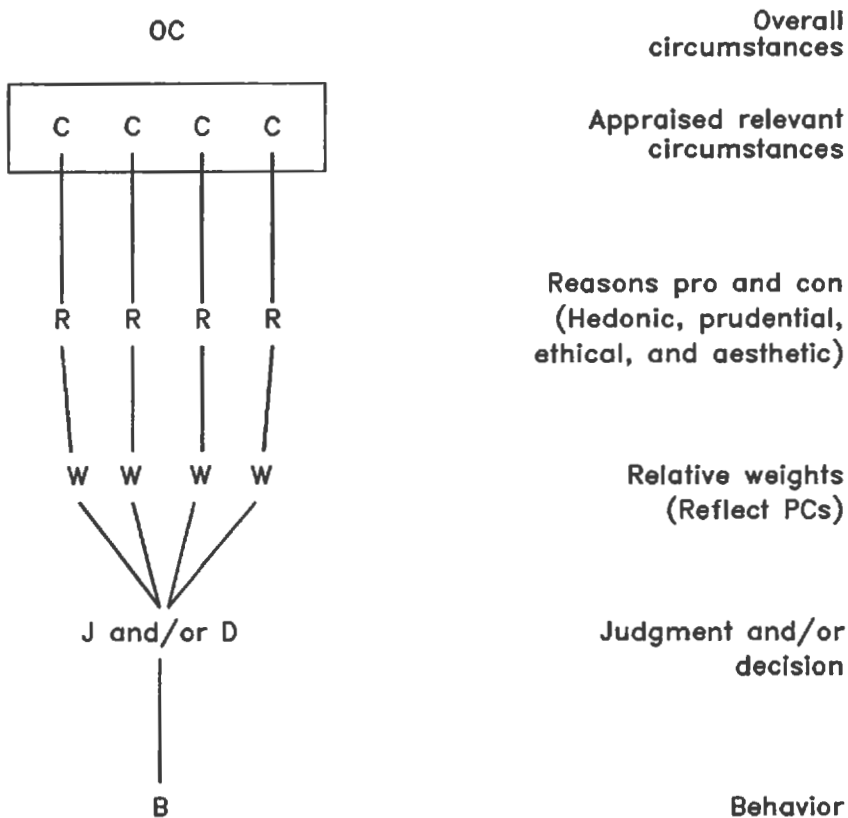 OC
Overall
circumstances
C C C C
Appraised relevant
circumstances
R R R R
Reasons pro and con
(Hedonic, prudential,
ethical, and aesthetic)
W W W W
Relative weights
(Reflect PCs)
J and/or D
Judgment and/or
decision
B
Behavior